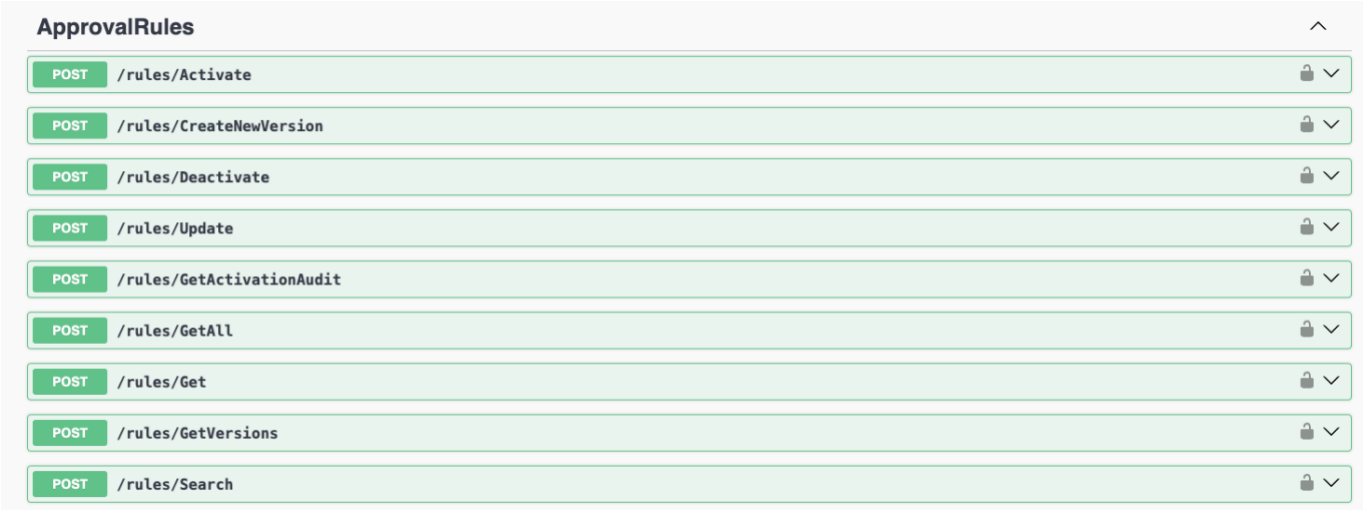 ApprovalRules
POST /rules/Activate
POST /rules/CreateNewVersion
POST /rules/Deactivate
POST /rules/Update
POST /rules/GetActivationAudit
POST /rules/GetAll
POST /rules/Get
POST /rules/GetVersions
POST /rules/Search